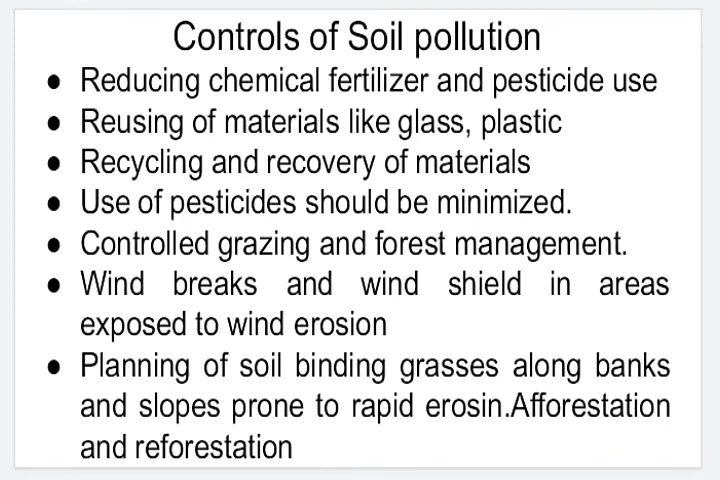 Controls of Soil pollution
● Reducing chemical fertilizer and pesticide use
● Reusing of materials like glass, plastic
● Recycling and recovery of materials
● Use of pesticides should be minimized.
● Controlled grazing and forest management.
● Wind breaks and wind shield in areas
exposed to wind erosion
● Planning of soil binding grasses along banks
and slopes prone to rapid erosin.Afforestation
and reforestation